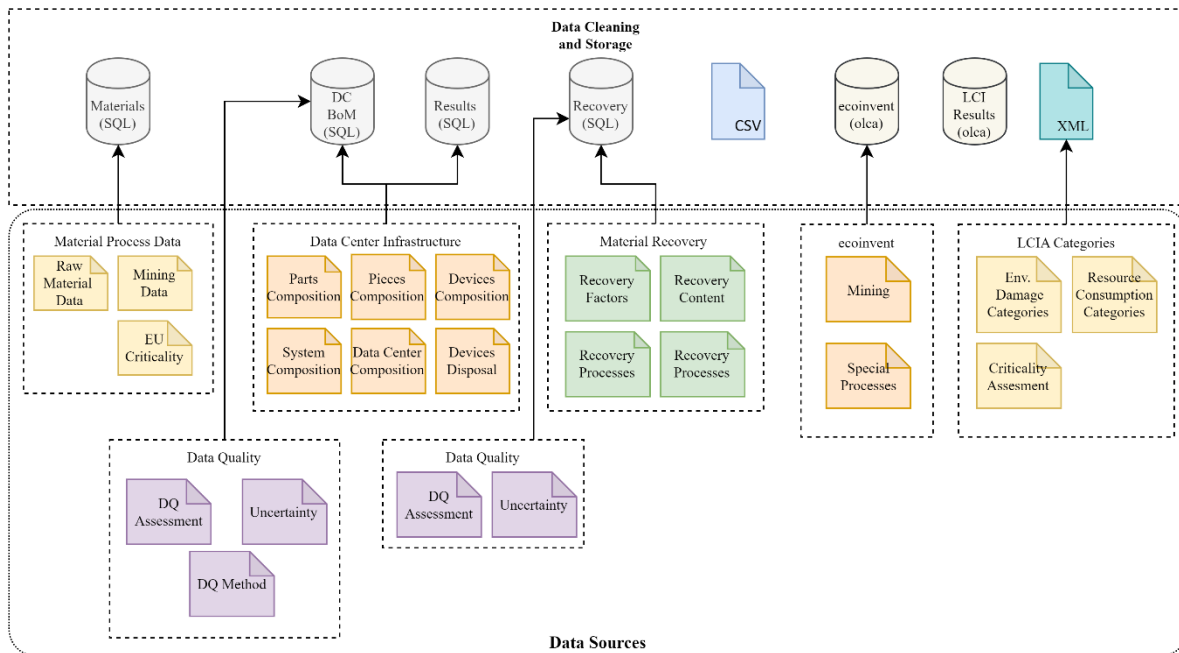 Data Cleaning
and Storage
Materials
(SQL)
DC
BoM
(SQL)
Results
(SQL)
Recovery
(SQL)
CSV
ecoinvent
(olca)
LCI
Results
(olca)
XML
Material Process Data
Raw
Material
Data
Mining
Data
EU
Criticality
Data Center Infrastructure
Parts
Composition
Pieces
Composition
Devices
Composition
System
Composition
Data Center
Composition
Devices
Disposal
Material Recovery
Recovery
Factors
Recovery
Content
Recovery
Processes
Recovery
Processes
ecoinvent
Mining
Special
Processes
LCIA Categories
Env.
Damage
Categories
Resource
Consumption
Categories
Criticality
Assesment
Data Quality
DQ
Assessment
Uncertainty
DQ Method
Data Quality
DQ
Assessment
Uncertainty
Data Sources